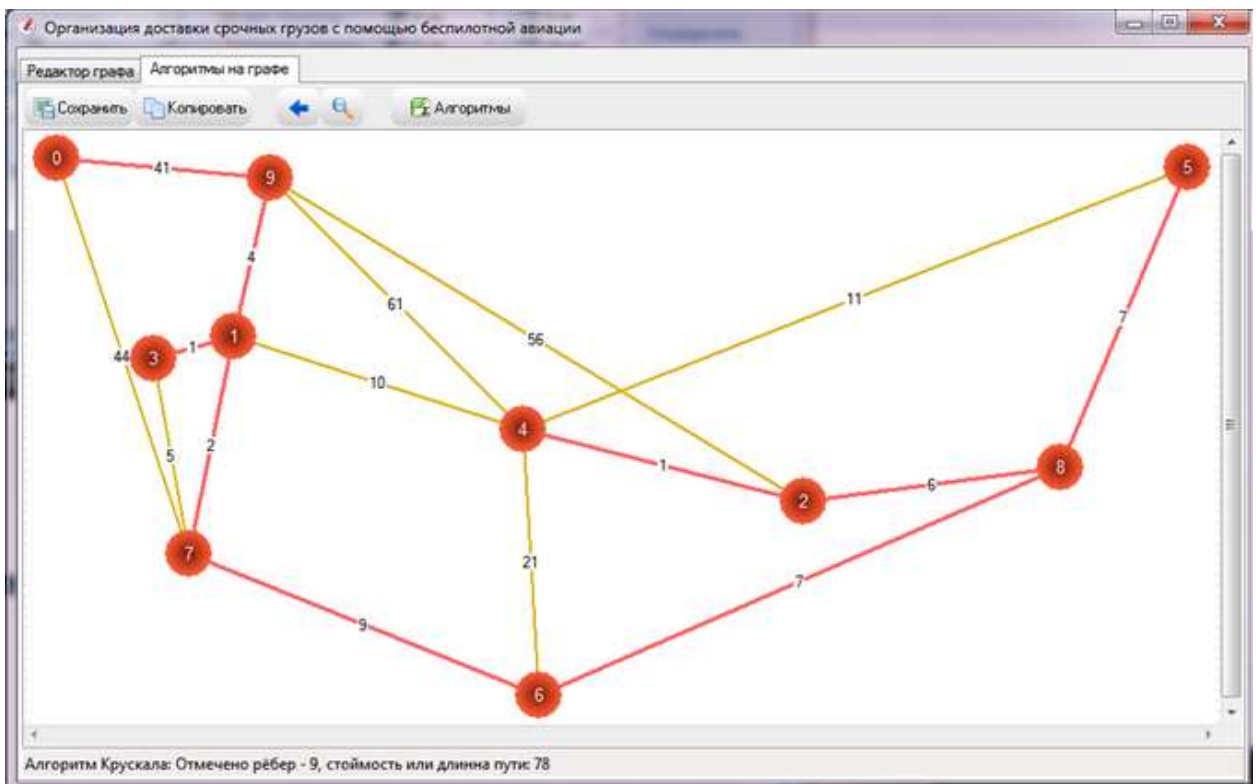 Организация доставки срочных грузов с помощью беспилотной авиации
Редактор графа Алгоритмы на графе
Сохранить Копировать Алгоритмы
0 41 9 5
4
61 11
56 7
3 1 1
44 10
4
5 2 1 8
2 6
7
21
7
9
6
Алгоритм Крускала: Отмечено рёбер - 9, стоимость или длинна пути: 78